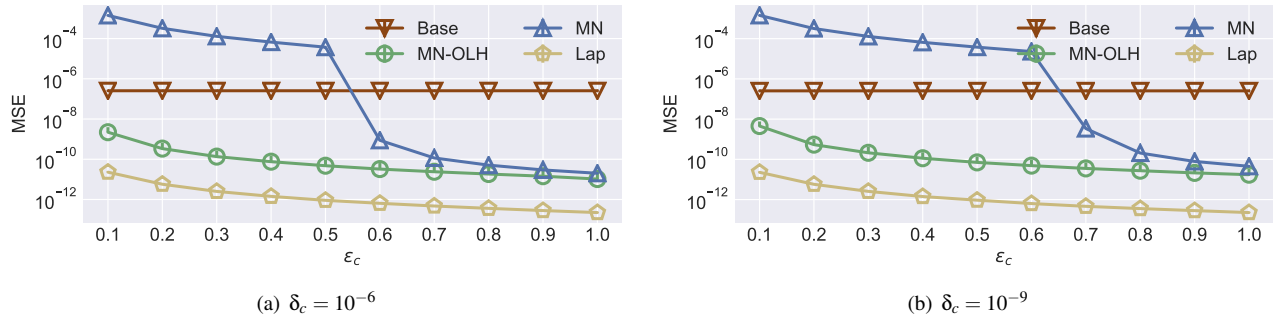 Base
MN
MN-OLH
Lap
MSE
10⁻⁴
10⁻⁶
10⁻⁸
10⁻¹⁰
10⁻¹²
0.1 0.2 0.3 0.4 0.5 0.6 0.7 0.8 0.9 1.0
ε_c
(a) δ_c = 10⁻⁶
Base
MN
MN-OLH
Lap
MSE
10⁻⁴
10⁻⁶
10⁻⁸
10⁻¹⁰
10⁻¹²
0.1 0.2 0.3 0.4 0.5 0.6 0.7 0.8 0.9 1.0
ε_c
(b) δ_c = 10⁻⁹